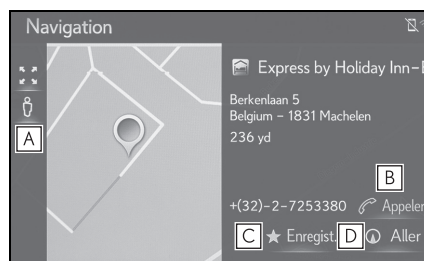 Navigation
Express by Holiday Inn-
Berkenlaan 5
Belgium - 1831 Machelen
236 yd
A
B
+(32)-2-7253380 Appeler
C Enregist. D Aller